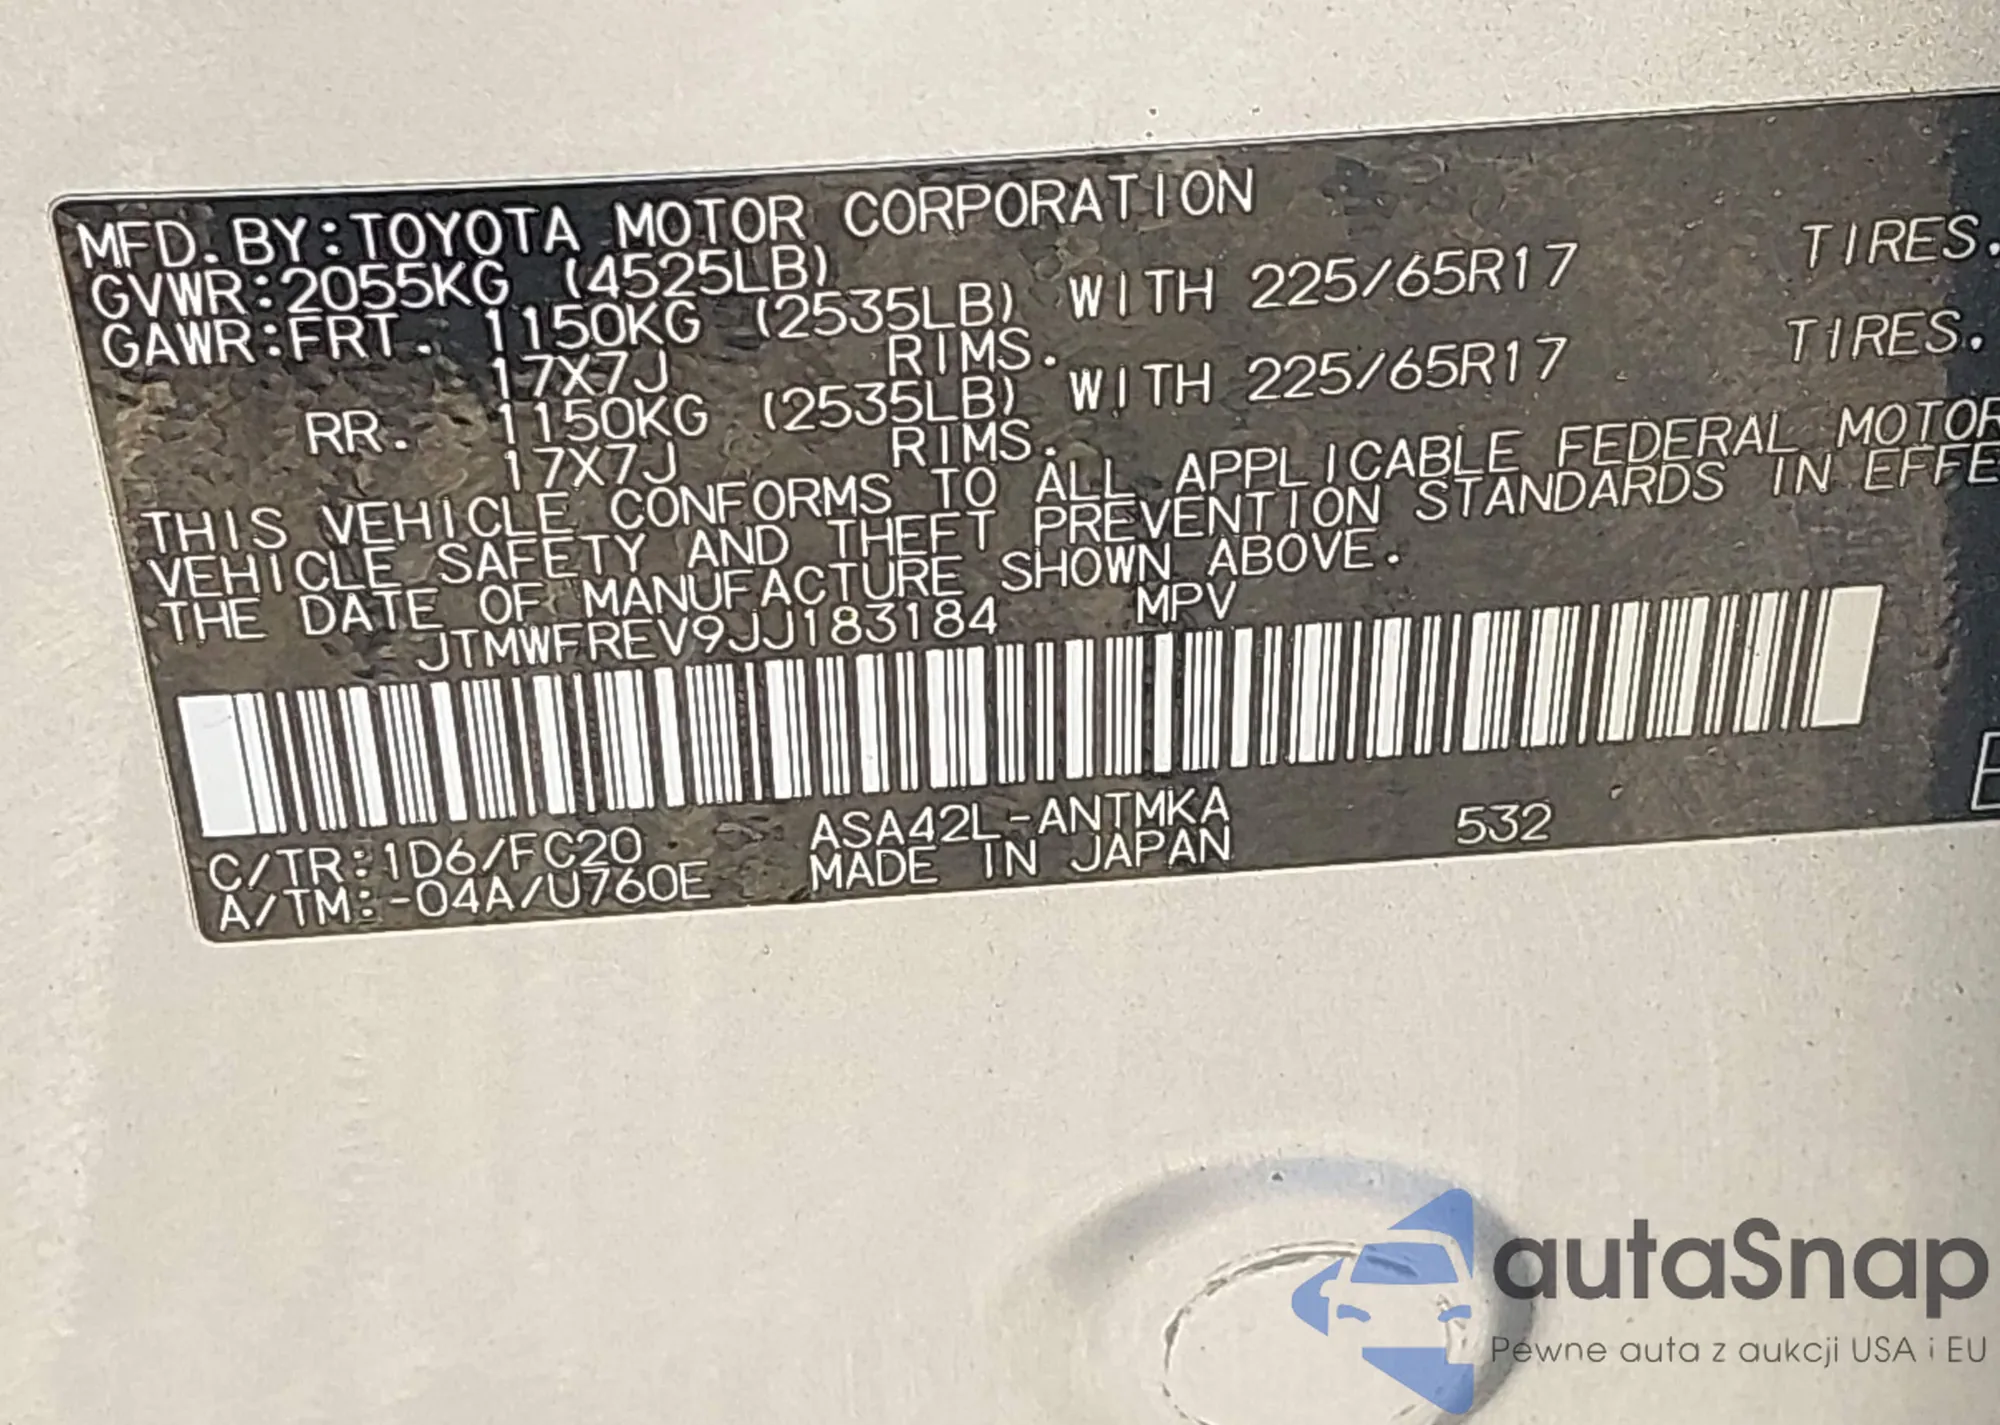 MFD. BY: TOYOTA MOTOR CORPORATION
GVWR: 2055KG (4525LB)
GAWR: FRT. 1150KG (2535LB) WITH 225/65R17 TIRES.
17X7J RIMS.
RR. 1150KG (2535LB) WITH 225/65R17 TIRES.
17X7J RIMS.
THIS VEHICLE CONFORMS TO ALL APPLICABLE FEDERAL MOTOR
VEHICLE SAFETY AND THEFT PREVENTION STANDARDS IN EFFE
THE DATE OF MANUFACTURE SHOWN ABOVE.
JTMWFREV9JJ183184 MPV
C/TR: 1D6/FC20 ASA42L-ANTMKA 532
A/TM: -04A/U760E MADE IN JAPAN
autaSnap
Pewne auta z aukcji USA i EU